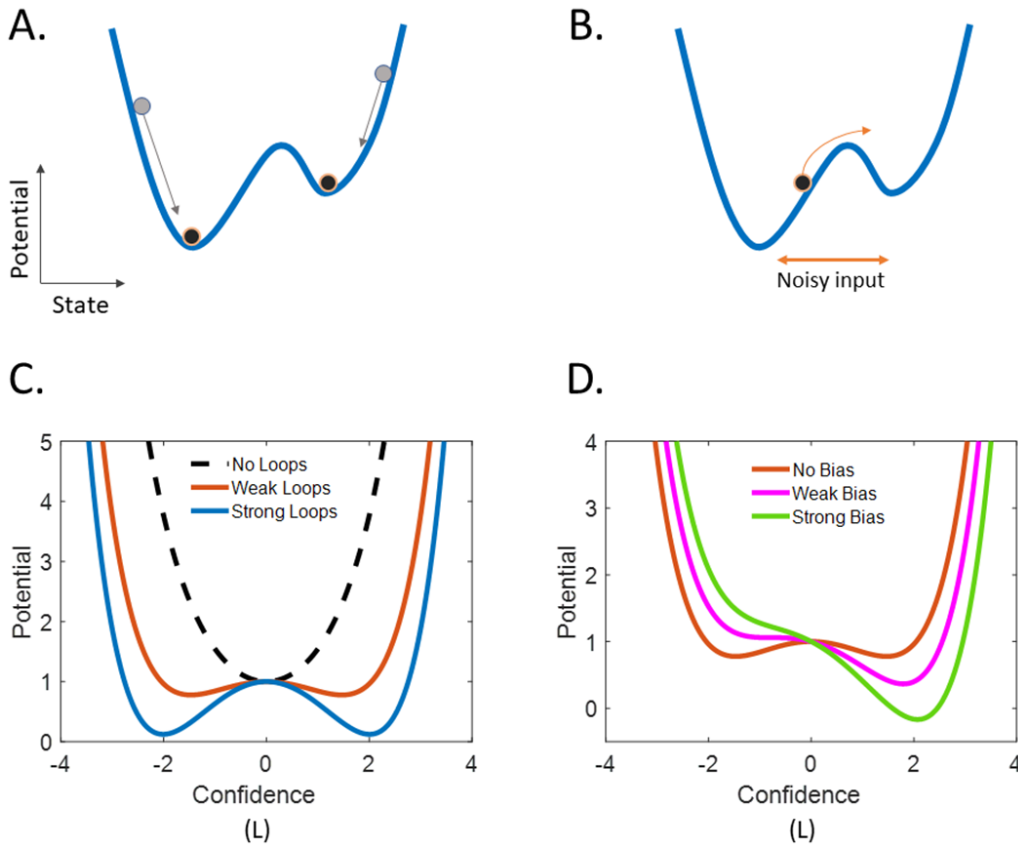 A.
Potential
State
B.
Noisy input
C.
5
4
3
2
1
0
Potential
No Loops
Weak Loops
Strong Loops
-4 -2 0 2 4
Confidence
(L)
D.
4
3
2
1
0
Potential
No Bias
Weak Bias
Strong Bias
-4 -2 0 2 4
Confidence
(L)